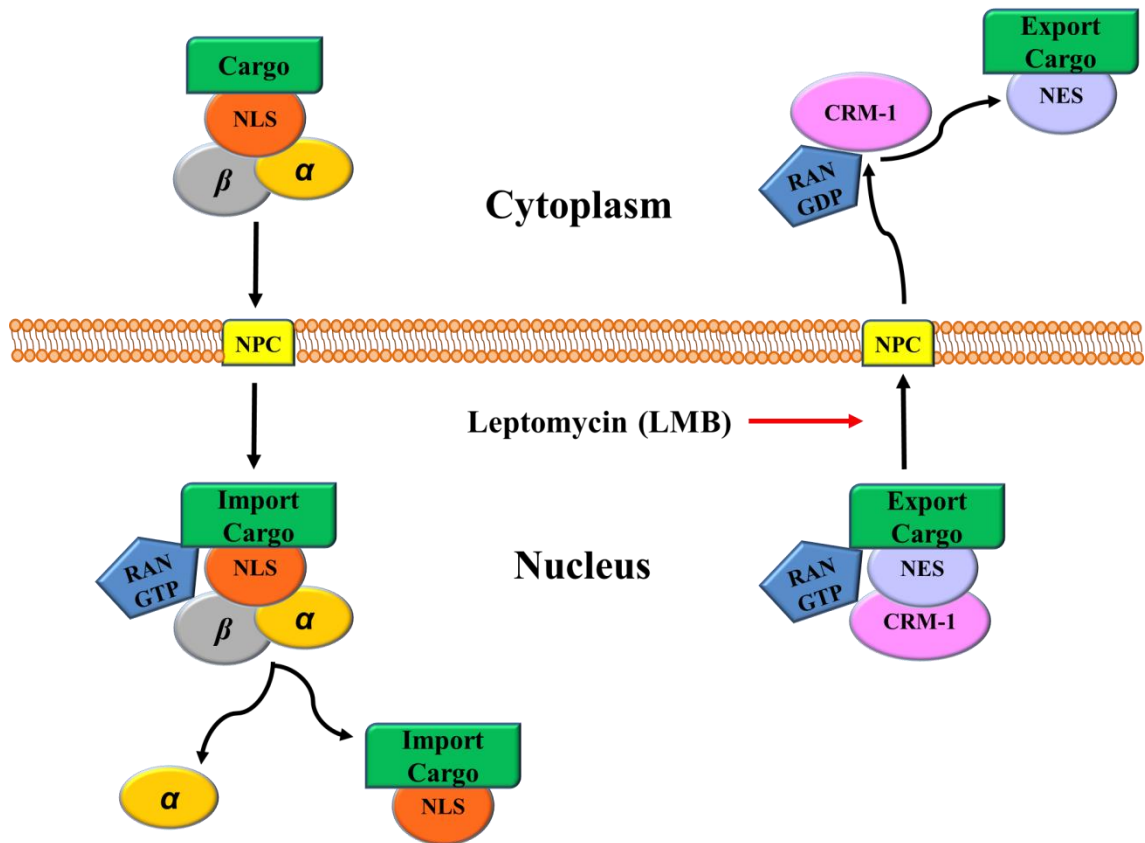 Cargo
NLS
β
α
Cytoplasm
CRM-1
RAN
GDP
Export
Cargo
NES
NPC
NPC
Leptomycin (LMB)
Import
Cargo
RAN
GTP
NLS
β
α
Nucleus
Export
Cargo
RAN
GTP
NES
CRM-1
α
Import
Cargo
NLS